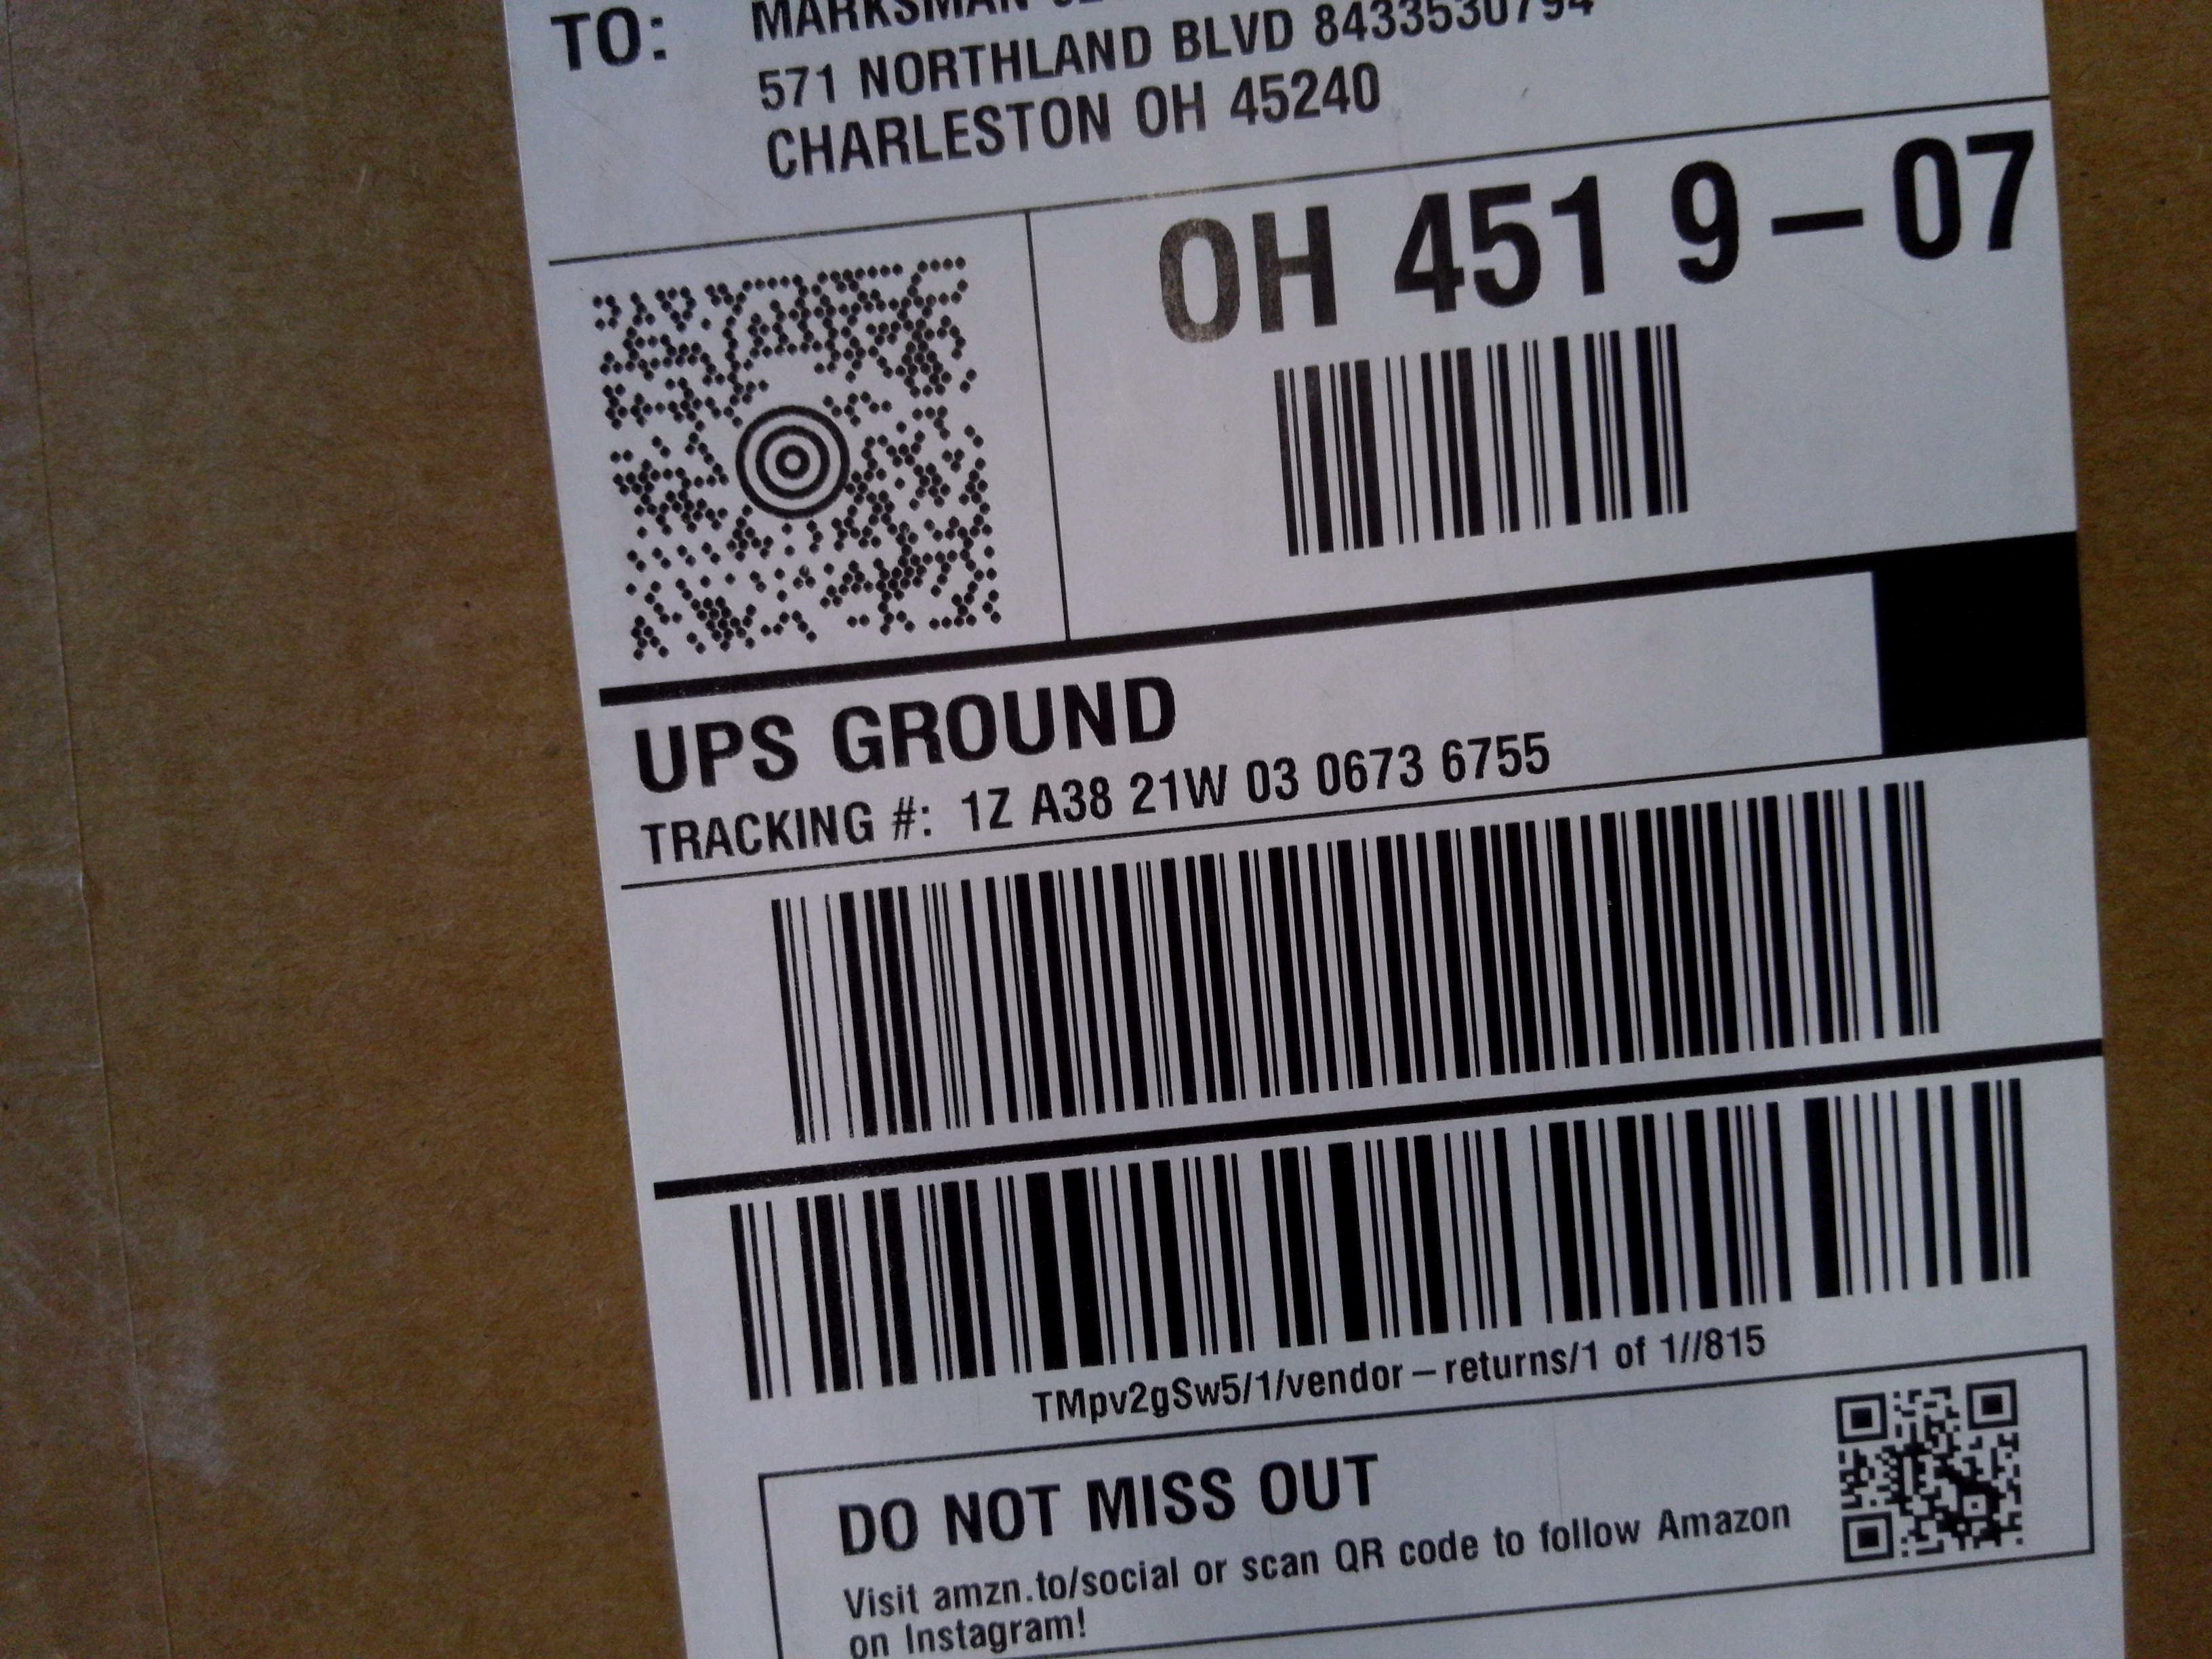 TO:
MARKSMAN
571 NORTHLAND BLVD 8433530794
CHARLESTON OH 45240
OH 451 9-07
UPS GROUND
TRACKING #: 1Z A38 21W 03 0673 6755
TMpv2gSw5/1/vendor-returns/1 of 1//815
DO NOT MISS OUT
Visit amzn.to/social or scan QR code to follow Amazon
on Instagram!